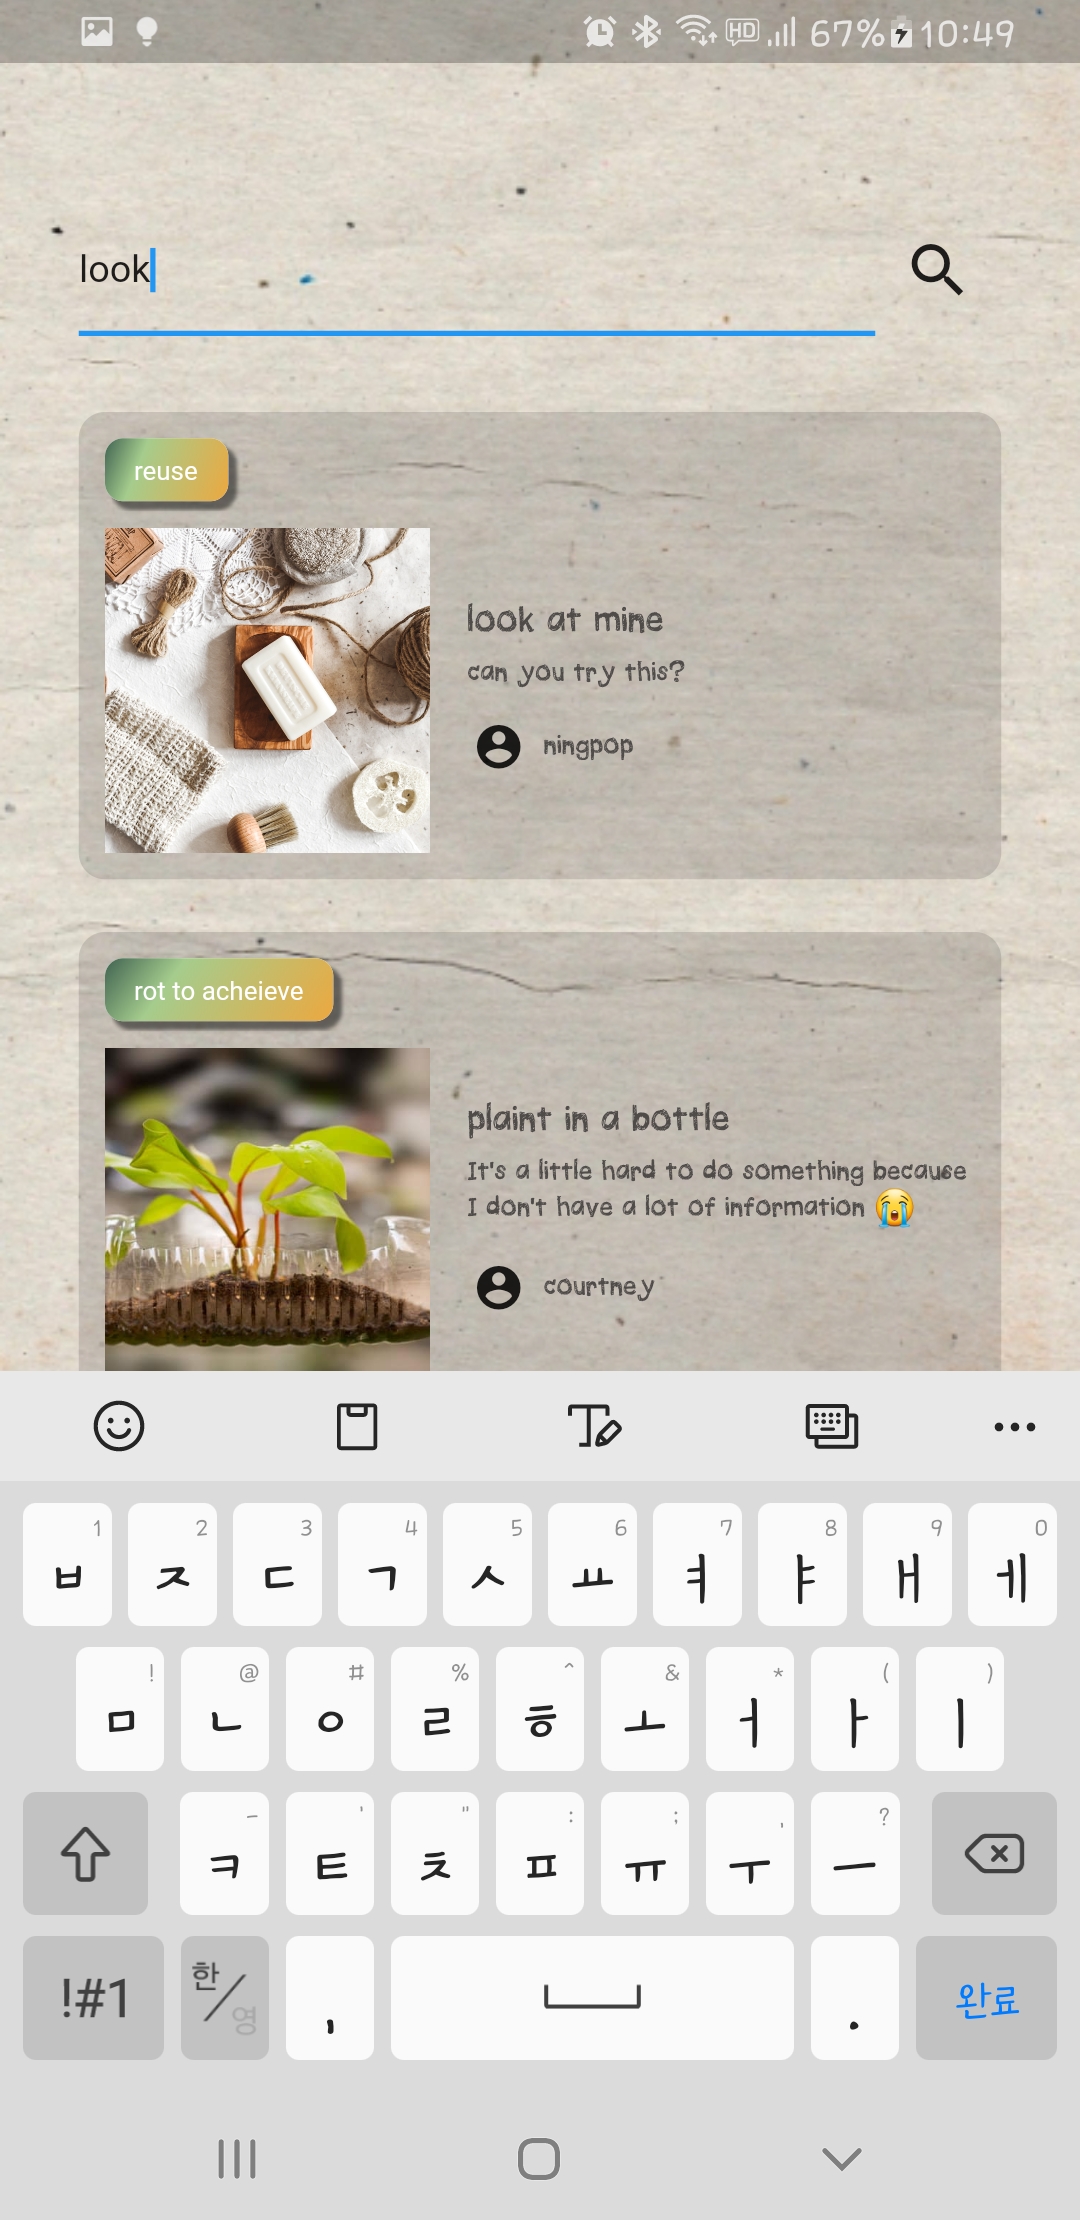 67% 10:49
look
reuse
look at mine
can you try this?
ningpop
rot to acheieve
plaint in a bottle
It's a little hard to do something because
I don't have a lot of information 😭
courtney
1 2 3 4 5 6 7 8 9 0
ㅂ ㅈ ㄷ ㄱ ㅅ ㅛ ㅕ ㅑ ㅐ ㅔ
! @ # % ^ & * ( )
ㅁ ㄴ ㅇ ㄹ ㅎ ㅗ ㅓ ㅏ ㅣ
- ' " : ; , ?
ㅋ ㅌ ㅊ ㅍ ㅠ ㅜ ㅡ
!#1 한/영 , . 완료